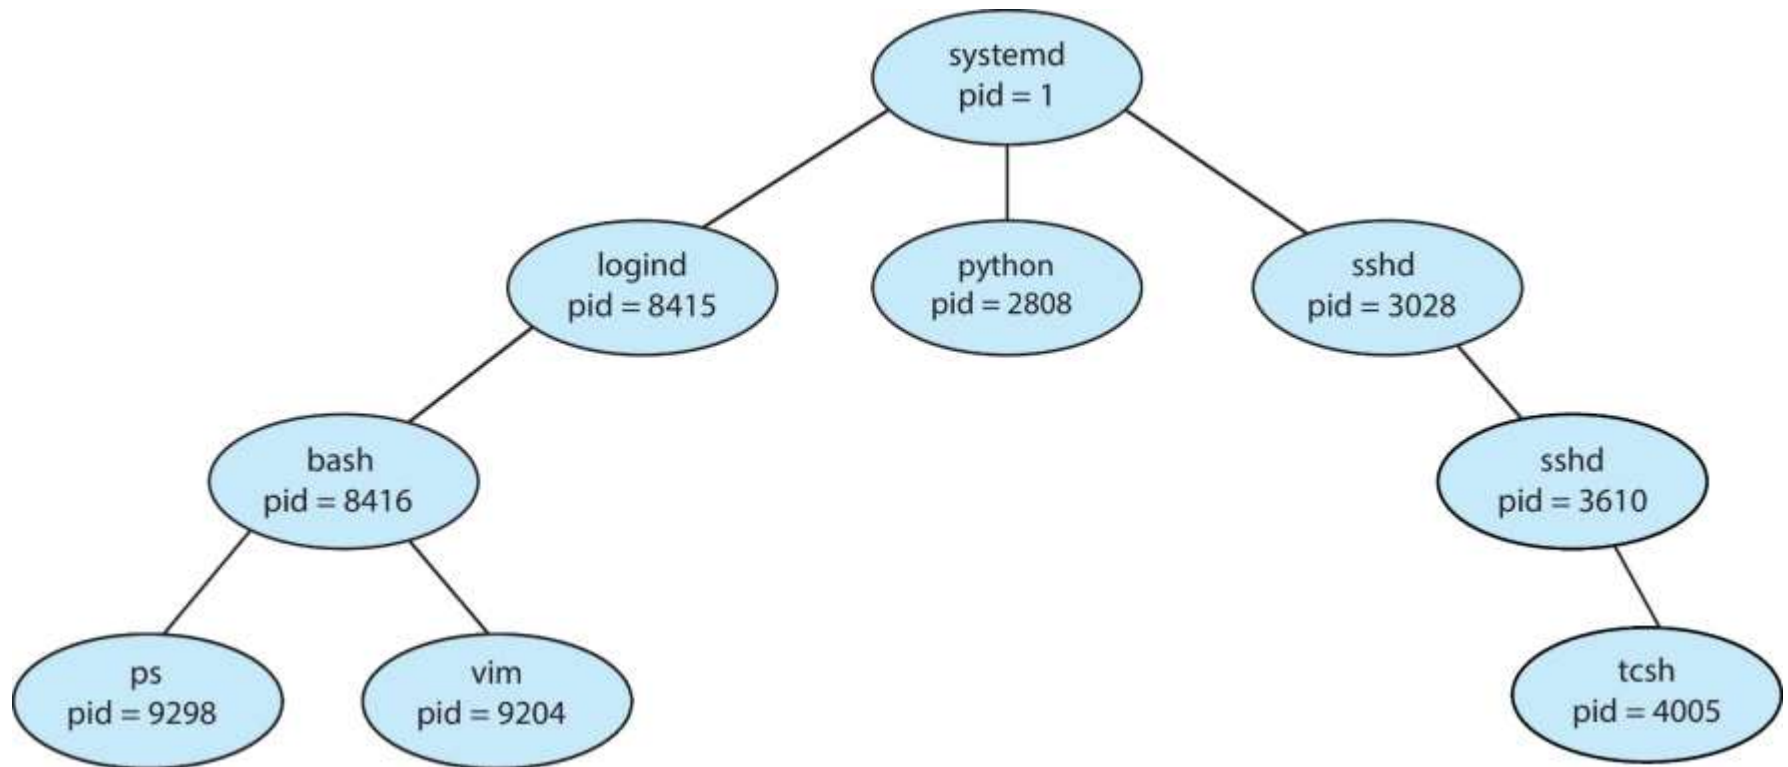 systemd
pid = 1
logind
pid = 8415
python
pid = 2808
sshd
pid = 3028
bash
pid = 8416
sshd
pid = 3610
ps
pid = 9298
vim
pid = 9204
tcsh
pid = 4005